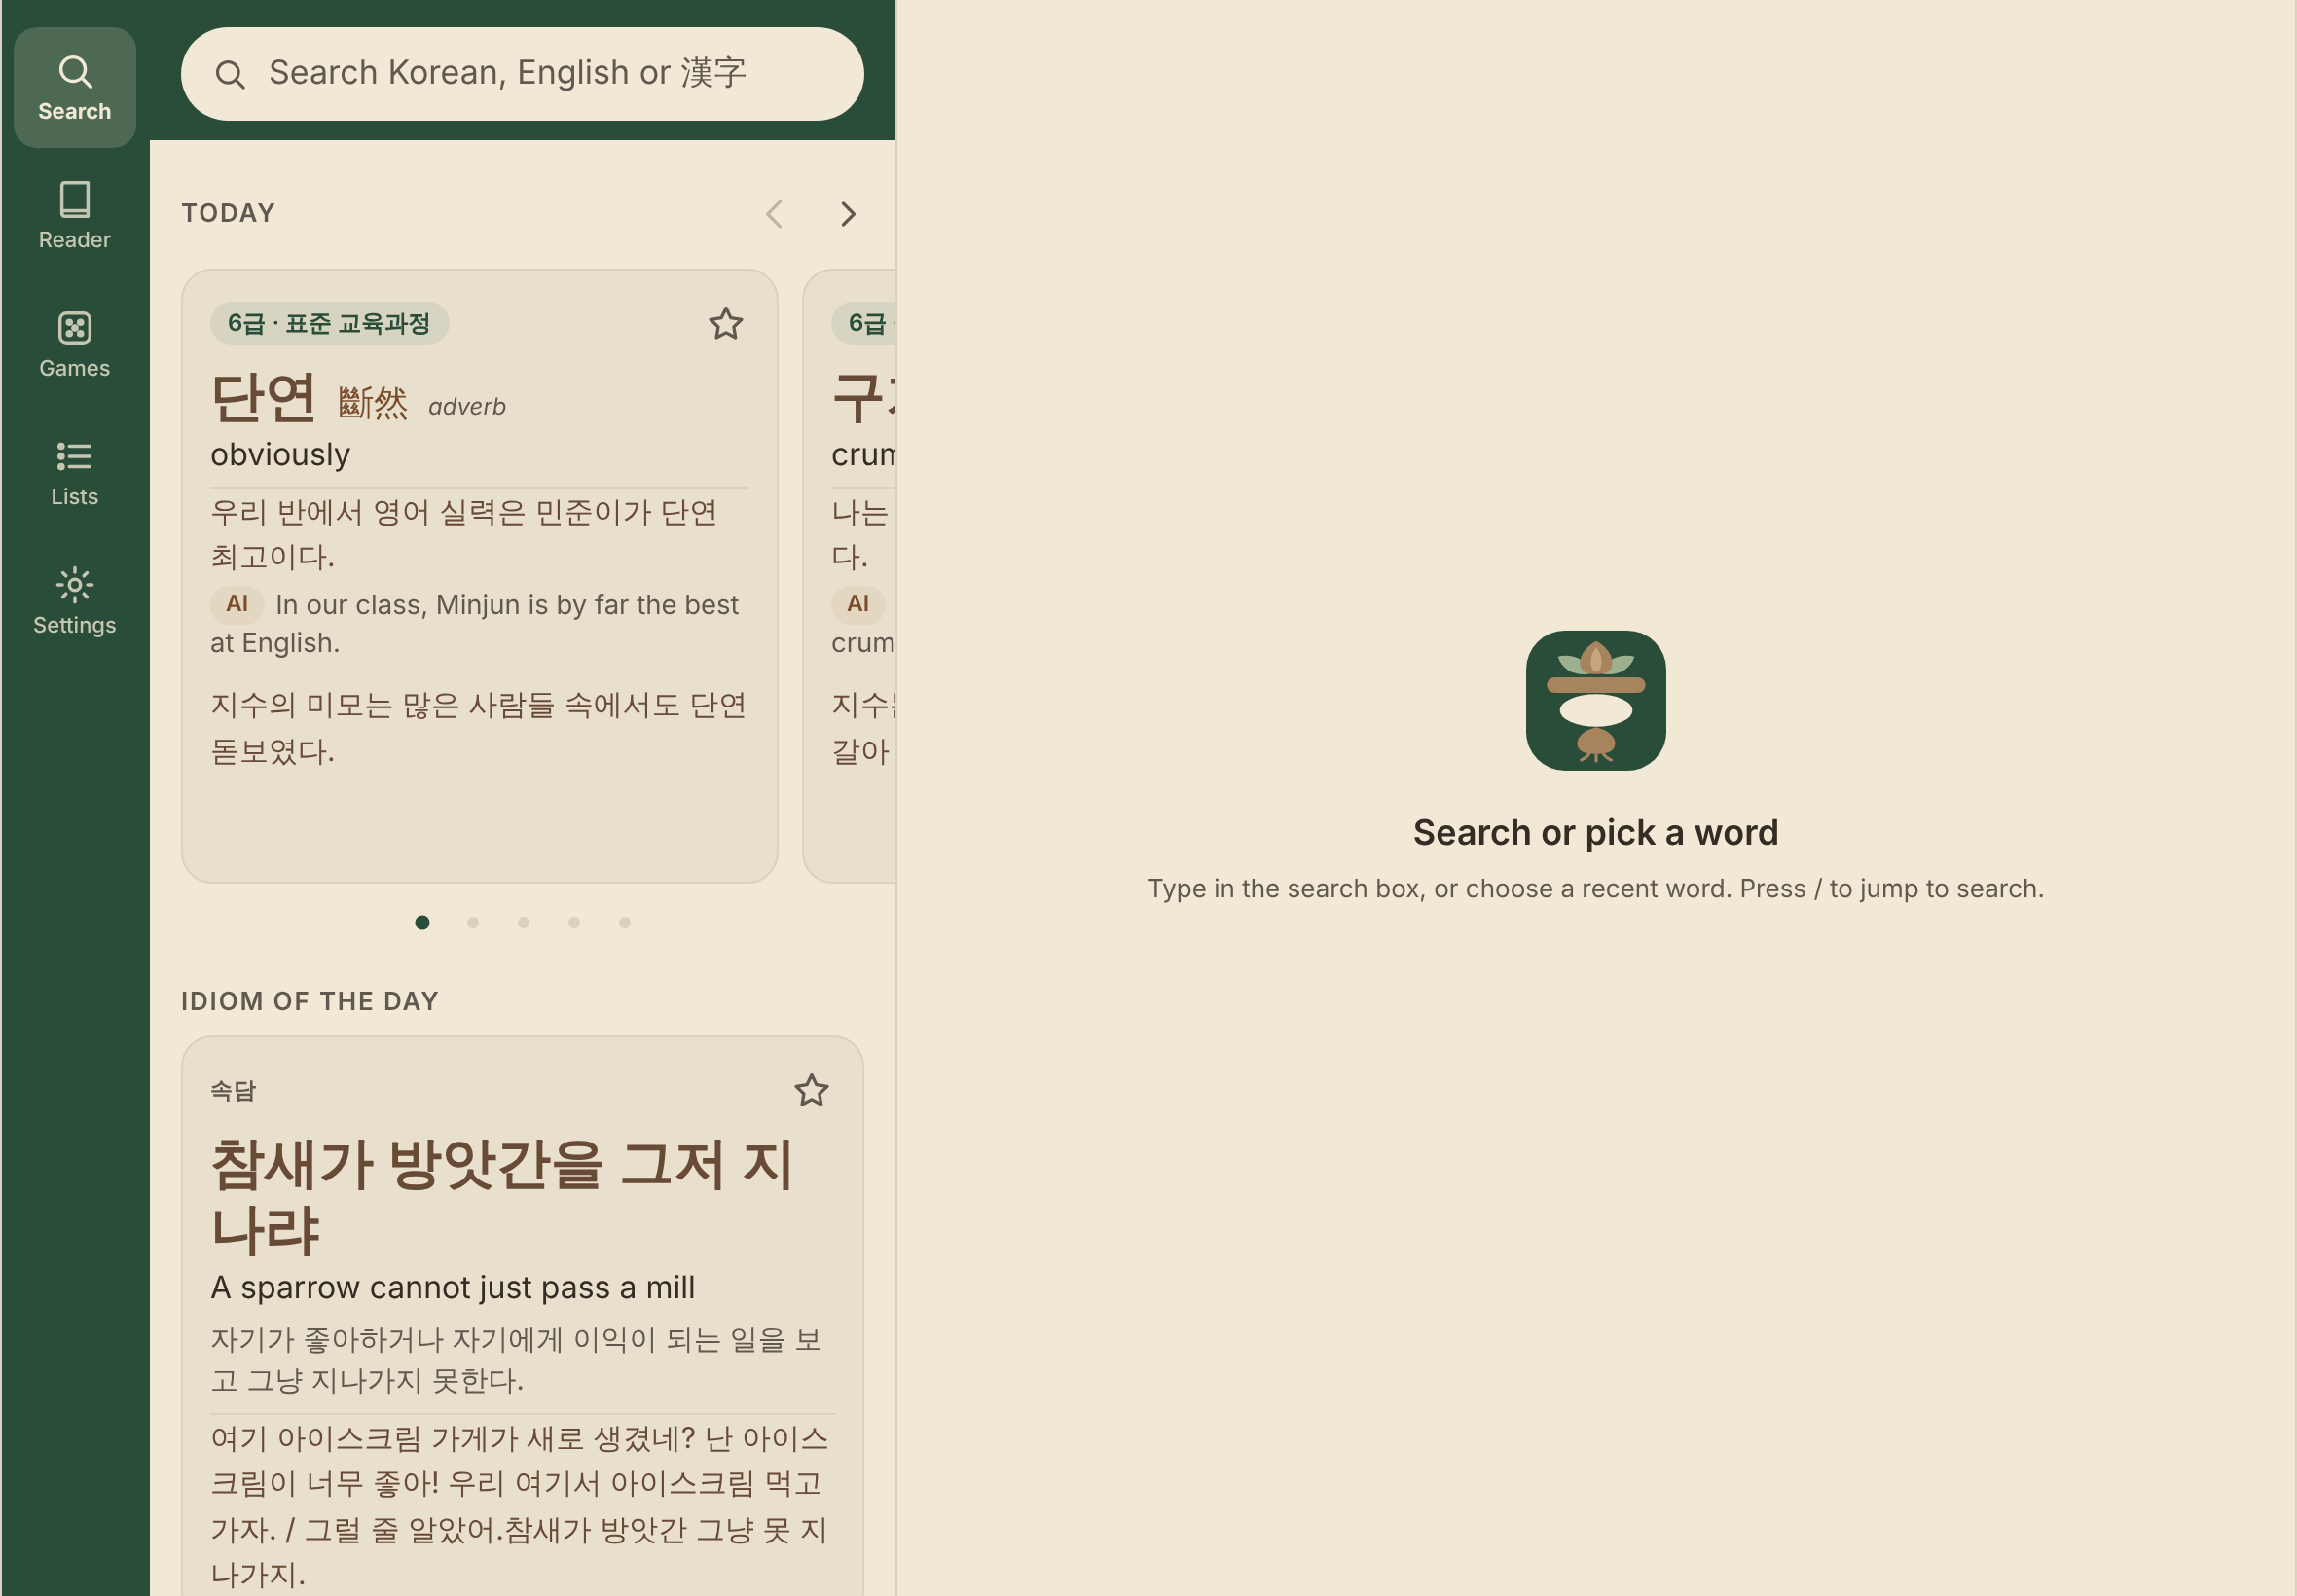 Search
Reader
Games
Lists
Settings
Search Korean, English or 漢字
TODAY
6급 · 표준 교육과정
단연 斷然 adverb
obviously
우리 반에서 영어 실력은 민준이가 단연
최고이다.
AI In our class, Minjun is by far the best
at English.
지수의 미모는 많은 사람들 속에서도 단연
돋보였다.
6급
나는
다.
AI
갈아
IDIOM OF THE DAY
속담
참새가 방앗간을 그저 지
나랴
A sparrow cannot just pass a mill
자기가 좋아하거나 자기에게 이익이 되는 일을 보
고 그냥 지나가지 못한다.
여기 아이스크림 가게가 새로 생겼네? 난 아이스
크림이 너무 좋아! 우리 여기서 아이스크림 먹고
가자. / 그럴 줄 알았어.참새가 방앗간 그냥 못 지
나가지.
Search or pick a word
Type in the search box, or choose a recent word. Press / to jump to search.